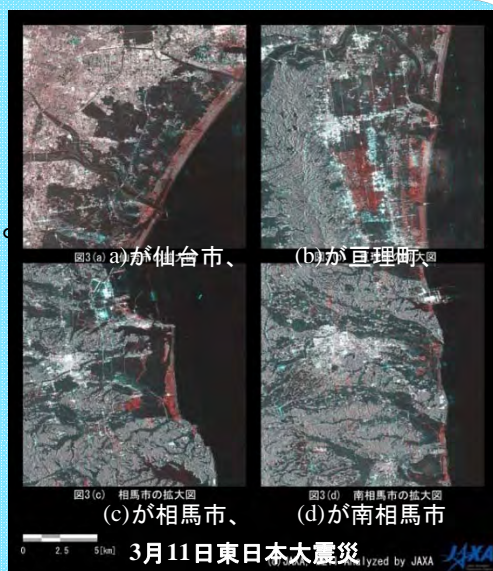 a)が仙台市、
(b)が亘理町、
図3(c) 相馬市の拡大図
図3(d) 南相馬市の拡大図
(c)が相馬市、
(d)が南相馬市
0 2.5 5[km]
3月11日東日本大震災
Analyzed by JAXA
JAXA